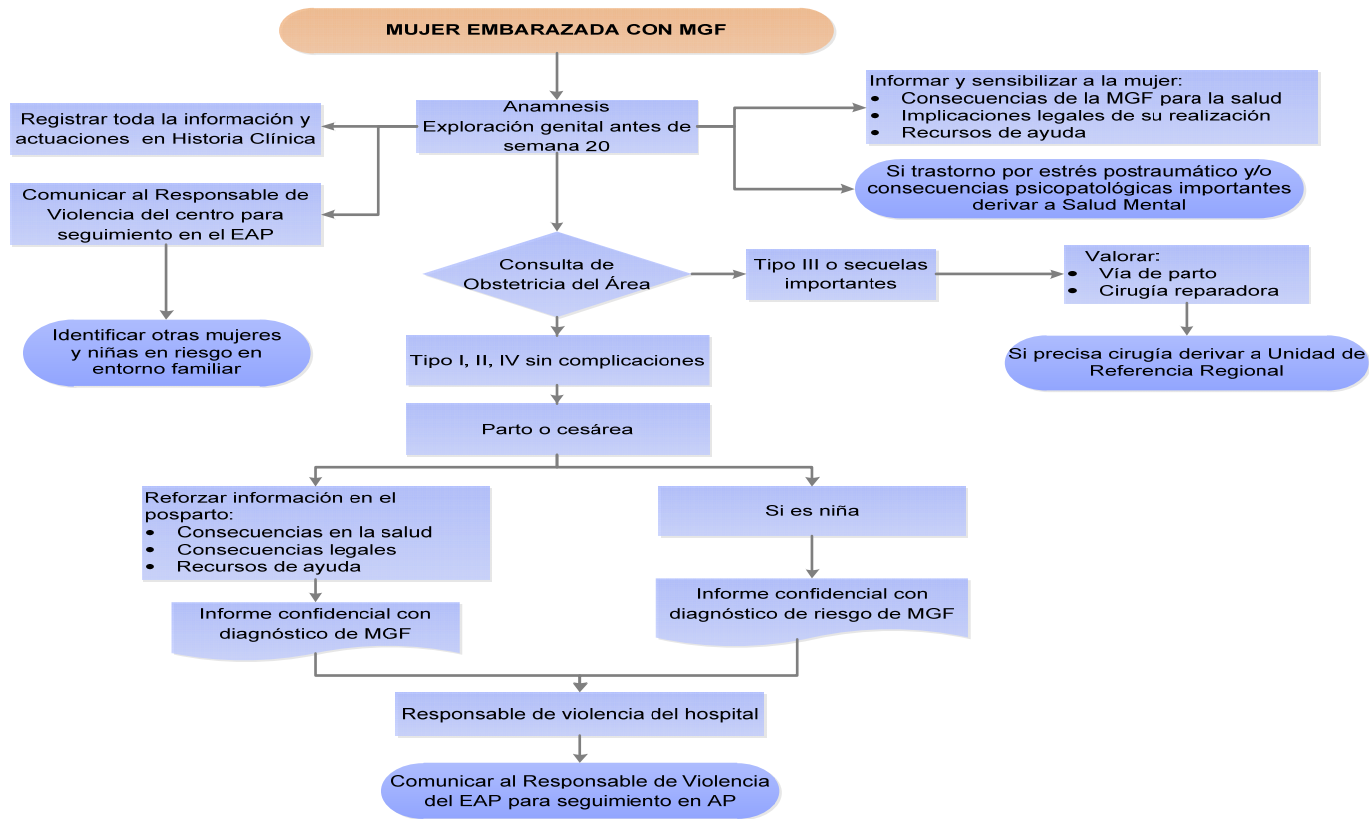 MUJER EMBARAZADA CON MGF
Anamnesis
Exploración genital antes de
semana 20
Registrar toda la información y
actuaciones en Historia Clínica
Comunicar al Responsable de
Violencia del centro para
seguimiento en el EAP
Identificar otras mujeres
y niñas en riesgo en
entorno familiar
Informar y sensibilizar a la mujer:
• Consecuencias de la MGF para la salud
• Implicaciones legales de su realización
• Recursos de ayuda
Si trastorno por estrés postraumático y/o
consecuencias psicopatológicas importantes
derivar a Salud Mental
Consulta de
Obstetricia del Área
Tipo III o secuelas
importantes
Valorar:
• Vía de parto
• Cirugía reparadora
Si precisa cirugía derivar a Unidad de
Referencia Regional
Tipo I, II, IV sin complicaciones
Parto o cesárea
Reforzar información en el
posparto:
• Consecuencias en la salud
• Consecuencias legales
• Recursos de ayuda
Informe confidencial con
diagnóstico de MGF
Si es niña
Informe confidencial con
diagnóstico de riesgo de MGF
Responsable de violencia del hospital
Comunicar al Responsable de Violencia
del EAP para seguimiento en AP